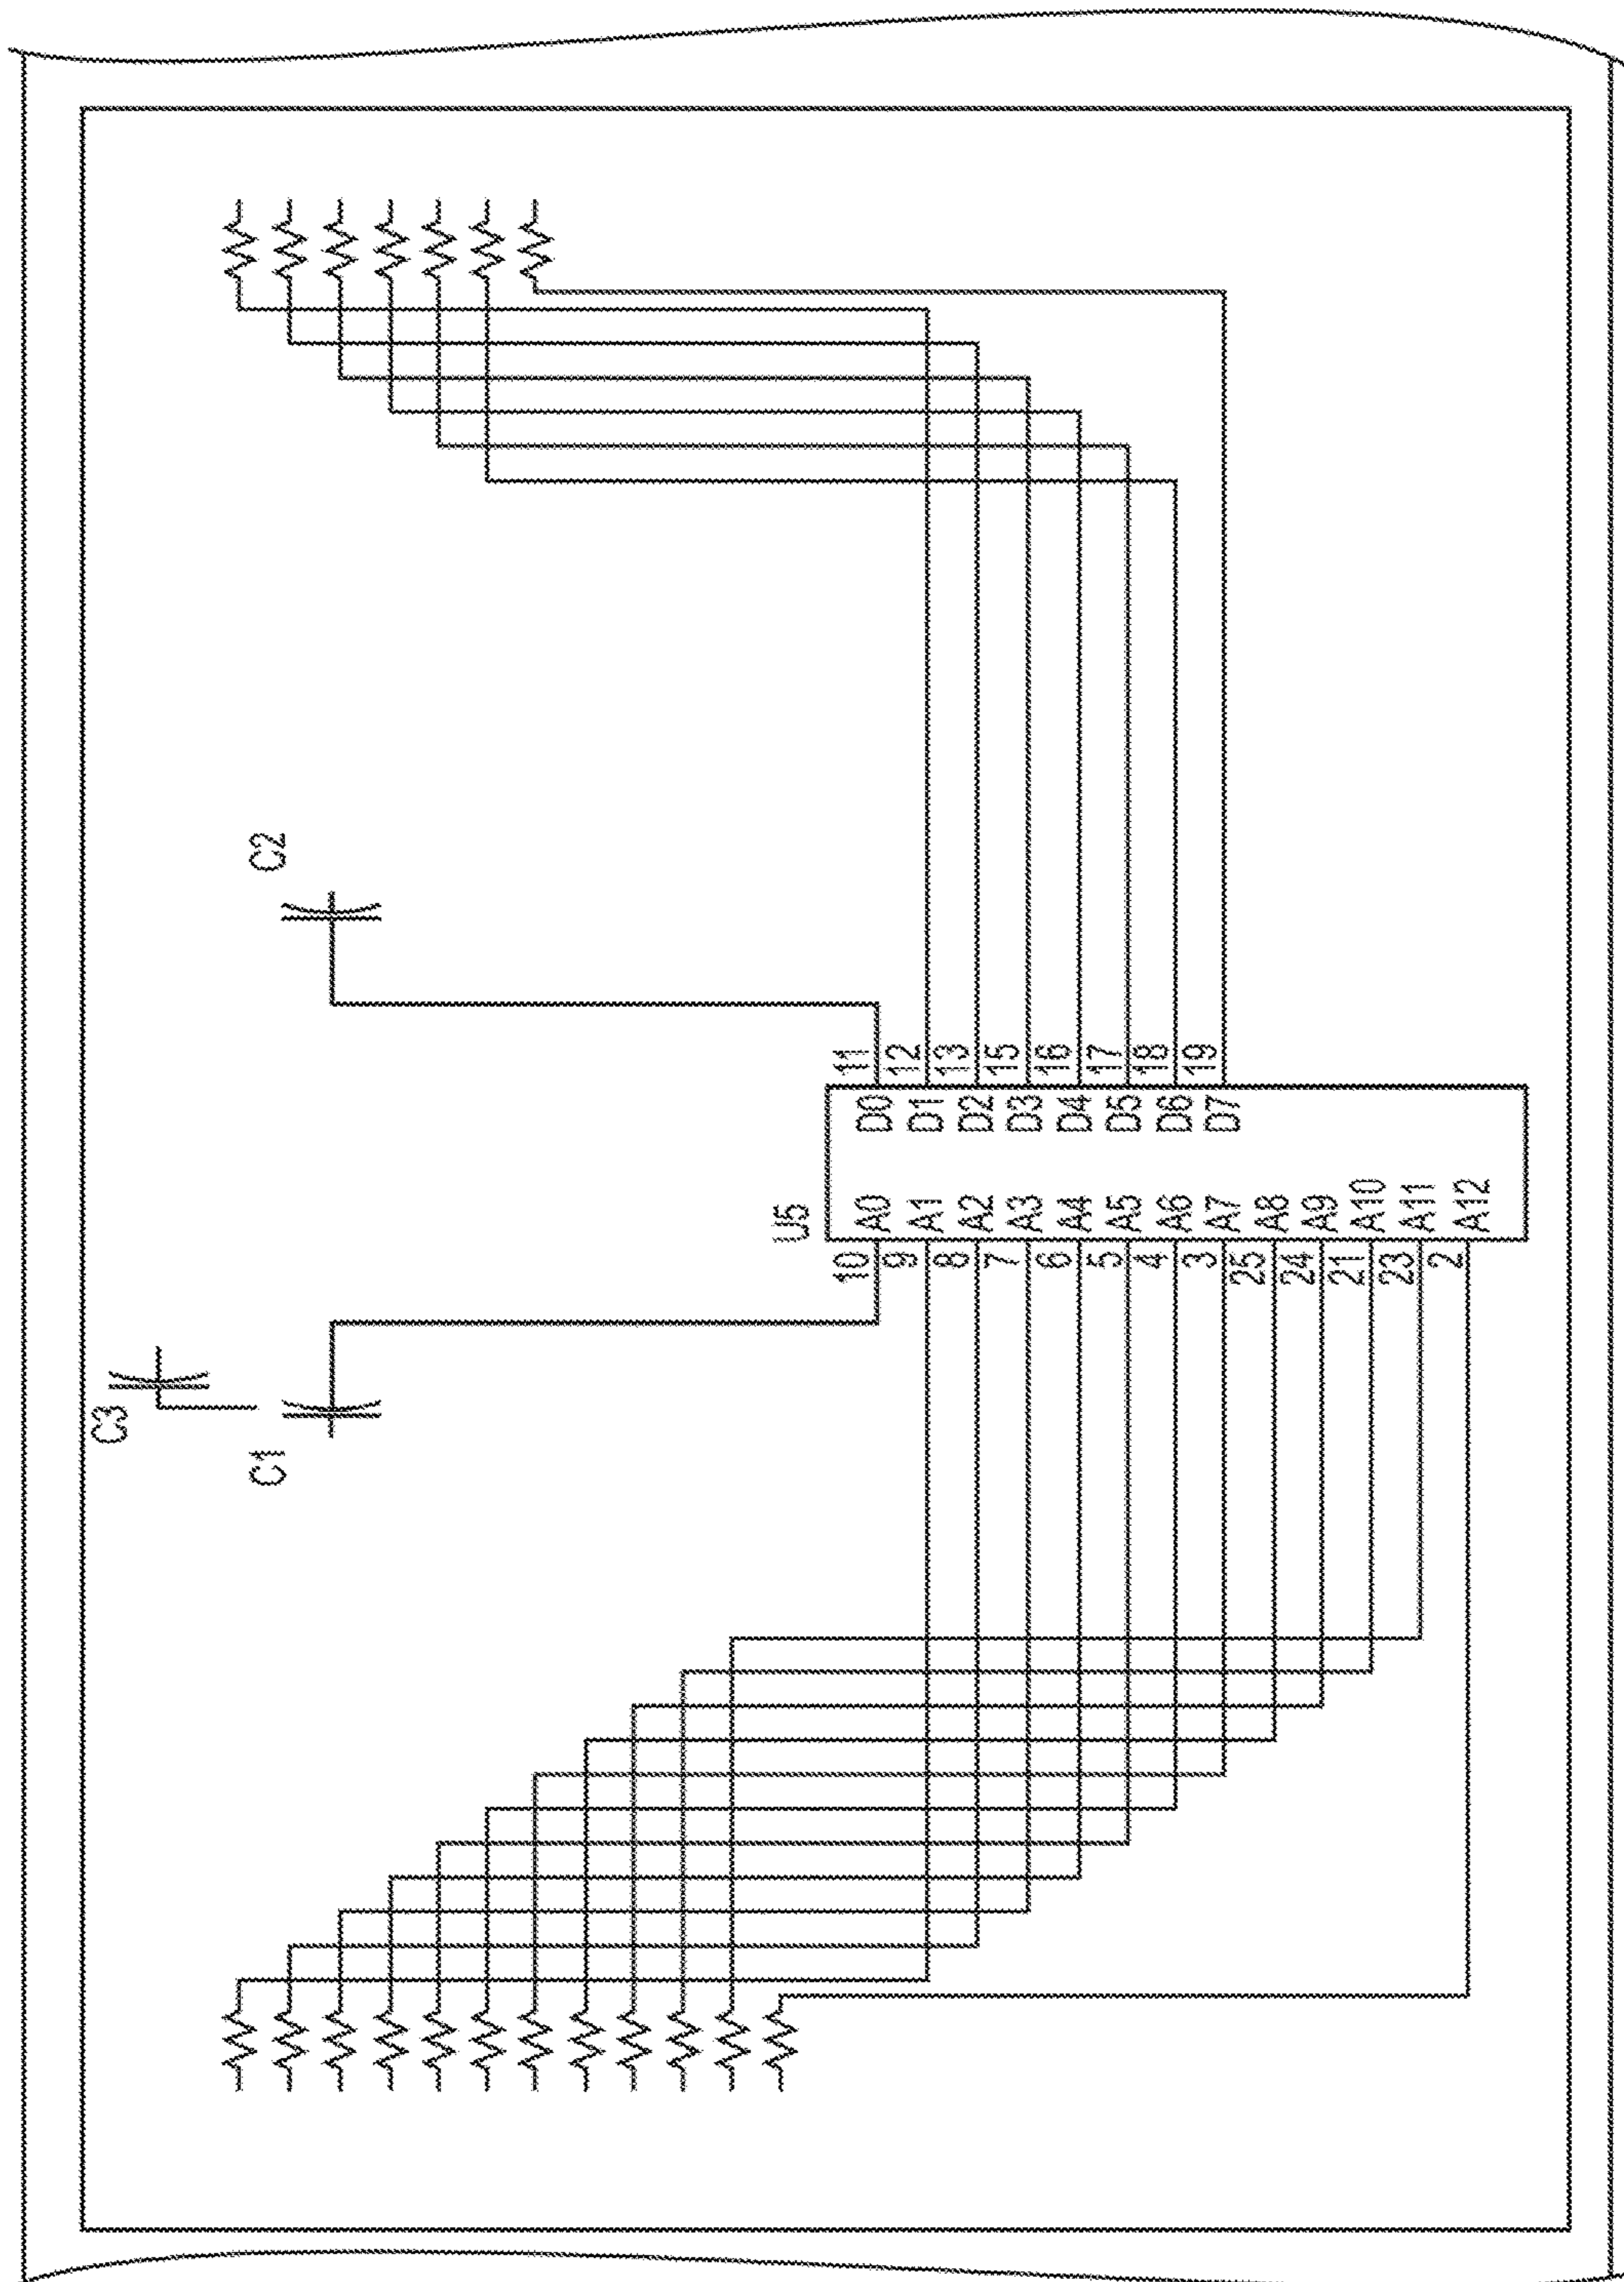 C3
C1
C2
U5
10 A0 D0 11
9 A1 D1 12
8 A2 D2 13
7 A3 D3 15
6 A4 D4 16
5 A5 D5 17
4 A6 D6 18
3 A7 D7 19
25 A8
24 A9
21 A10
23 A11
2 A12